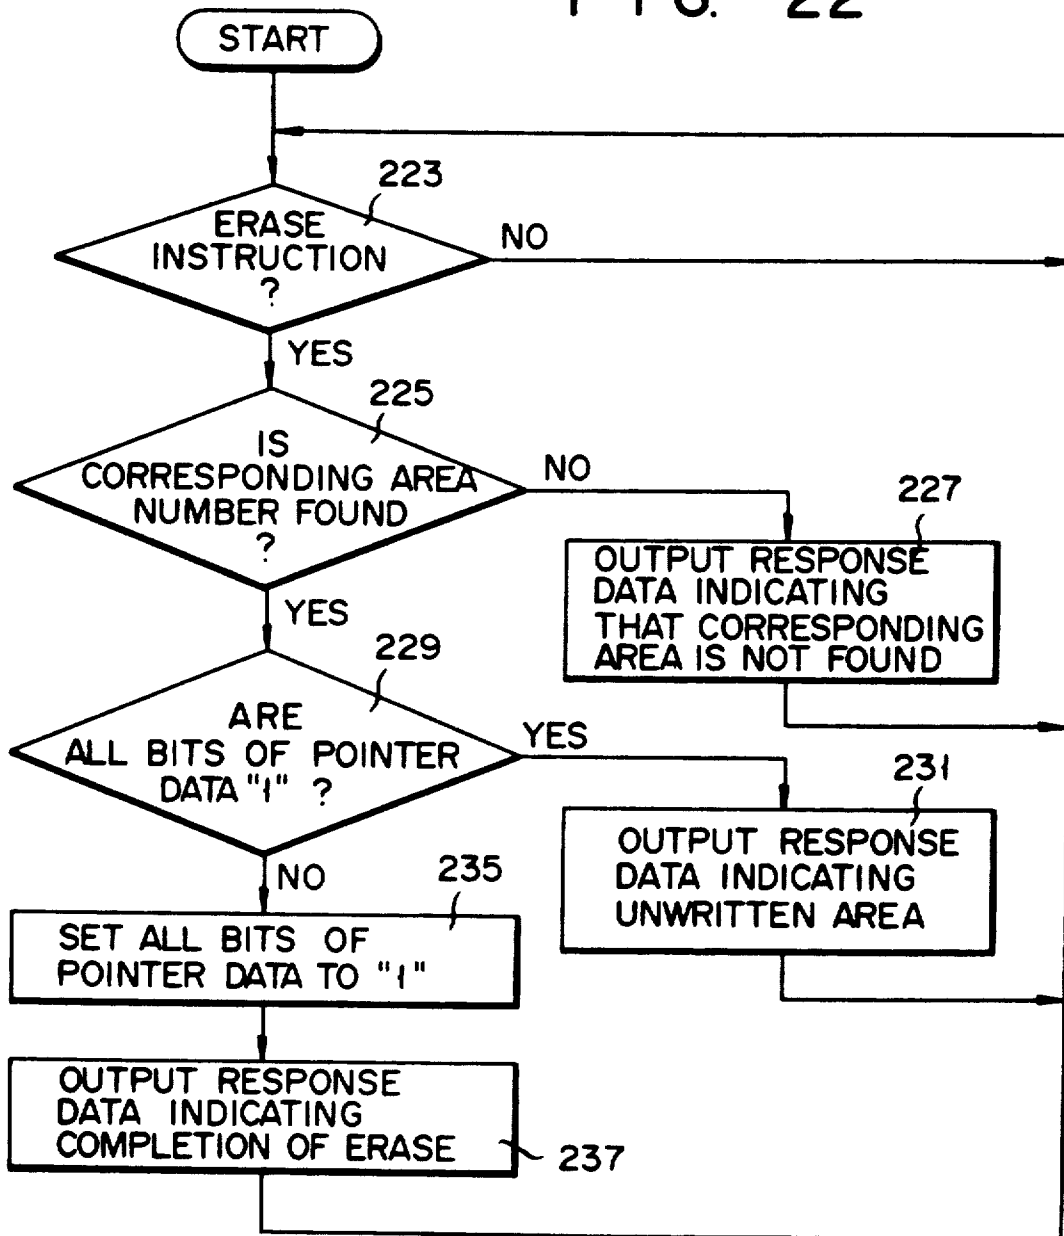 FIG. 22
START
223
ERASE
INSTRUCTION
?
NO
YES
225
IS
CORRESPONDING AREA
NUMBER FOUND
?
NO
227
OUTPUT RESPONSE
DATA INDICATING
THAT CORRESPONDING
AREA IS NOT FOUND
YES
229
ARE
ALL BITS OF POINTER
DATA "1" ?
YES
231
OUTPUT RESPONSE
DATA INDICATING
UNWRITTEN AREA
NO
235
SET ALL BITS OF
POINTER DATA TO "1"
OUTPUT RESPONSE
DATA INDICATING
COMPLETION OF ERASE
237